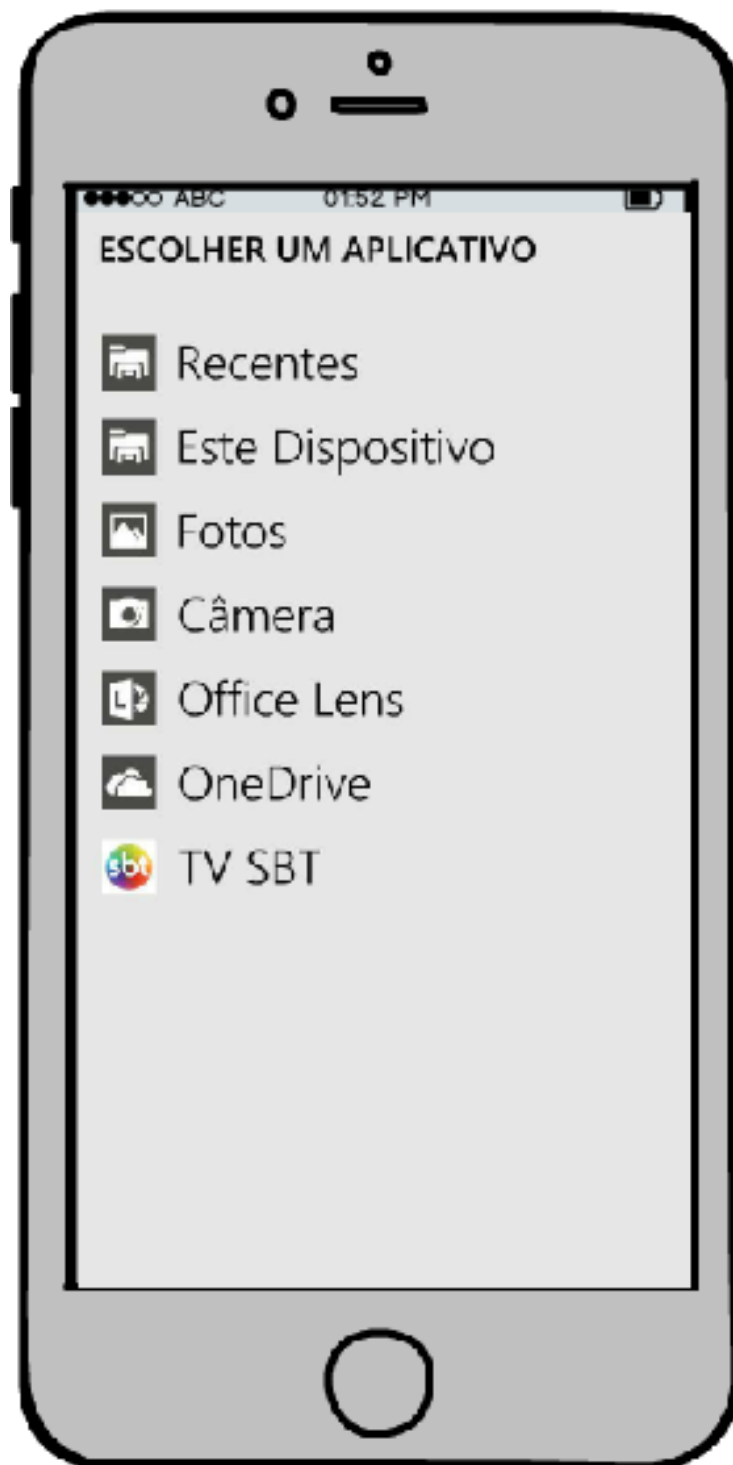 ABC 01:52 PM
ESCOLHER UM APLICATIVO
Recentes
Este Dispositivo
Fotos
Câmera
L
Office Lens
OneDrive
sbt
TV SBT